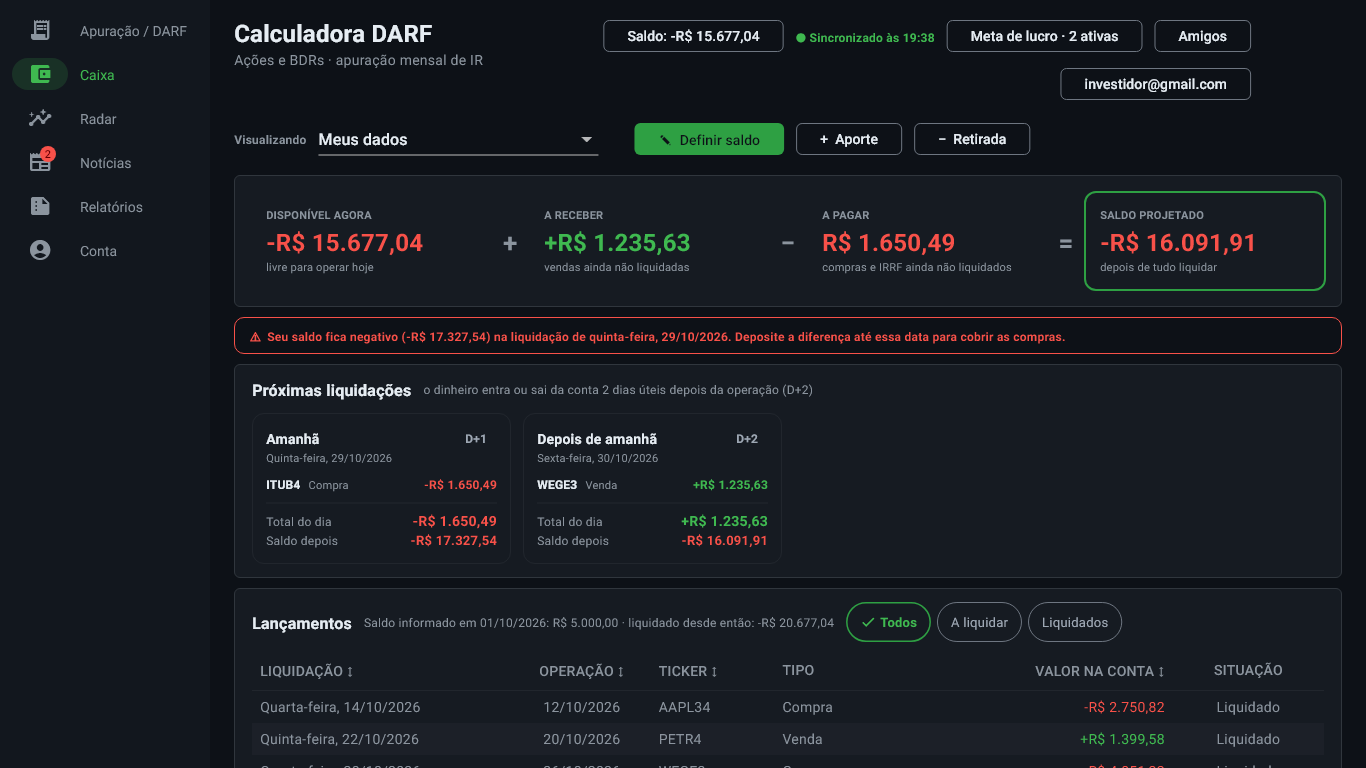 Apuração / DARF
Caixa
Radar
2
Notícias
Relatórios
Conta
Calculadora DARF
Ações e BDRs · apuração mensal de IR
Saldo: -R$ 15.677,04
Sincronizado às 19:38
Meta de lucro · 2 ativas
Amigos
investidor@gmail.com
Visualizando
Meus dados
Definir saldo
+ Aporte
− Retirada
DISPONÍVEL AGORA
-R$ 15.677,04
livre para operar hoje
+
A RECEBER
+R$ 1.235,63
vendas ainda não liquidadas
−
A PAGAR
R$ 1.650,49
compras e IRRF ainda não liquidados
=
SALDO PROJETADO
-R$ 16.091,91
depois de tudo liquidar
⚠ Seu saldo fica negativo (-R$ 17.327,54) na liquidação de quinta-feira, 29/10/2026. Deposite a diferença até essa data para cobrir as compras.
Próximas liquidações o dinheiro entra ou sai da conta 2 dias úteis depois da operação (D+2)
Amanhã D+1
Quinta-feira, 29/10/2026
ITUB4 Compra -R$ 1.650,49
Total do dia -R$ 1.650,49
Saldo depois -R$ 17.327,54
Depois de amanhã D+2
Sexta-feira, 30/10/2026
WEGE3 Venda +R$ 1.235,63
Total do dia +R$ 1.235,63
Saldo depois -R$ 16.091,91
Lançamentos Saldo informado em 01/10/2026: R$ 5.000,00 · liquidado desde então: -R$ 20.677,04 ✓ Todos A liquidar Liquidados
LIQUIDAÇÃO ↕ OPERAÇÃO ↕ TICKER ↕ TIPO VALOR NA CONTA ↕ SITUAÇÃO
Quarta-feira, 14/10/2026 12/10/2026 AAPL34 Compra -R$ 2.750,82 Liquidado
Quinta-feira, 22/10/2026 20/10/2026 PETR4 Venda +R$ 1.399,58 Liquidado